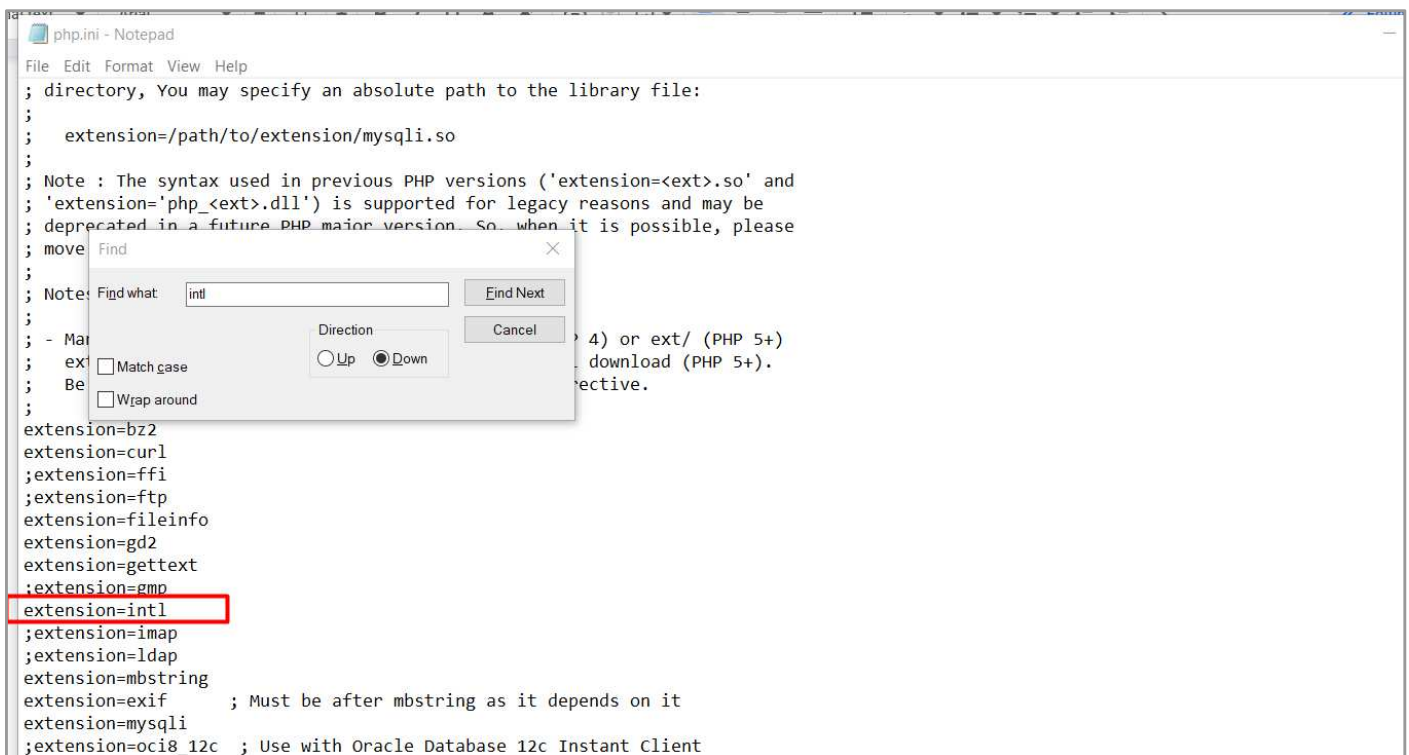 php.ini - Notepad
File Edit Format View Help
; directory, You may specify an absolute path to the library file:
;
;   extension=/path/to/extension/mysqli.so
;
; Note : The syntax used in previous PHP versions ('extension=<ext>.so' and
; 'extension='php_<ext>.dll') is supported for legacy reasons and may be
; deprecated in a future PHP major version. So, when it is possible, please
; move
Find
;
; Note
Find what:
intl
Find Next
;
Direction
Cancel
; -
4) or ext/ (PHP 5+)
Up
Down
;
Match case
download (PHP 5+).
;   Be
Wrap around
;
extension=bz2
extension=curl
;extension=ffi
;extension=ftp
extension=fileinfo
extension=gd2
extension=gettext
;extension=gmp
extension=intl
;extension=imap
;extension=ldap
extension=mbstring
extension=exif      ; Must be after mbstring as it depends on it
extension=mysqli
;extension=oci8_12c  ; Use with Oracle Database 12c Instant Client